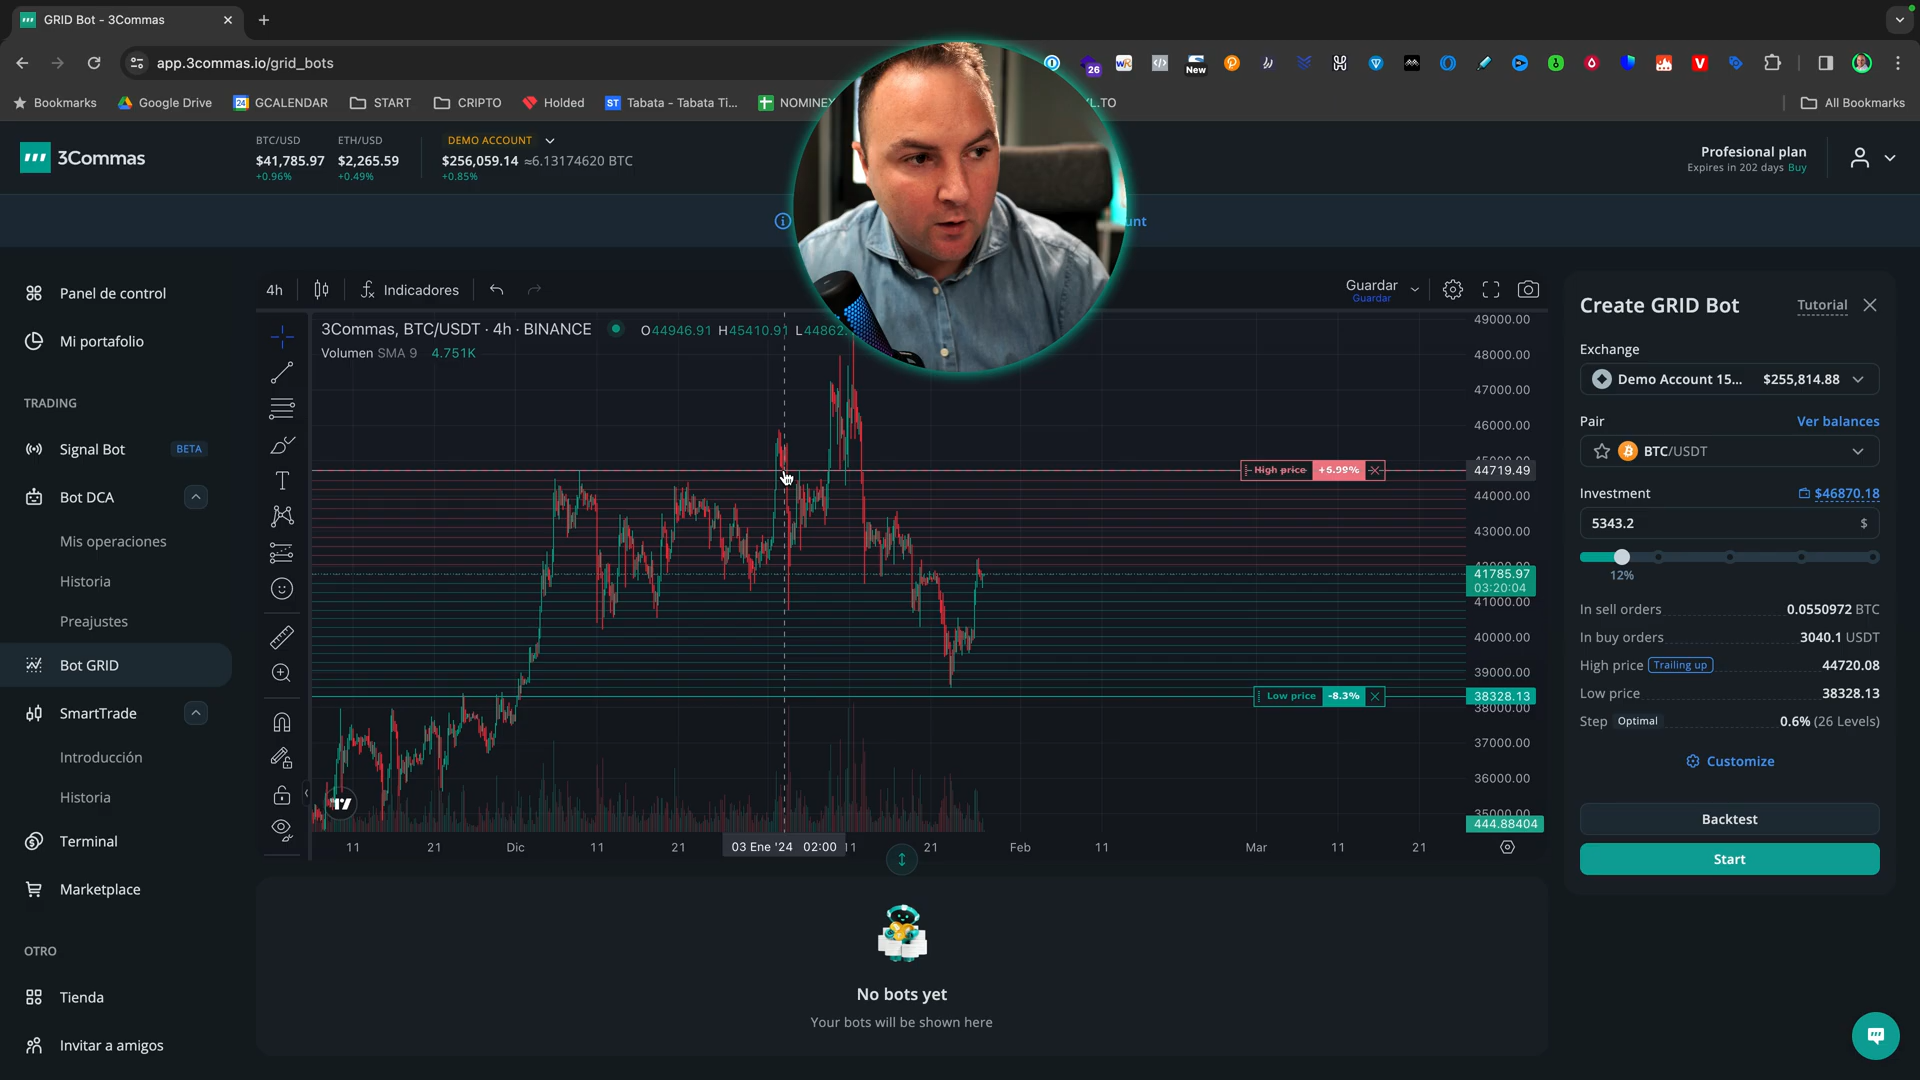 GRID Bot - 3Commas
app.3commas.io/grid_bots
26
New
Bookmarks
Google Drive
GCALENDAR
START
CRIPTO
Holded
Tabata - Tabata Ti...
NOMINEX
L.TO
All Bookmarks
3Commas
BTC/USD
$41,785.97
+0.96%
ETH/USD
$2,265.59
+0.49%
DEMO ACCOUNT
$256,059.14 ≈6.13174620 BTC
+0.85%
Profesional plan
Expires in 202 days Buy
unt
Panel de control
Mi portafolio
TRADING
Signal Bot
BETA
Bot DCA
Mis operaciones
Historia
Preajustes
Bot GRID
SmartTrade
Introducción
Historia
Terminal
Marketplace
OTRO
Tienda
Invitar a amigos
4h
Indicadores
Guardar
Guardar
3Commas, BTC/USDT · 4h · BINANCE
O44946.91 H45410.91 L44862.
Volumen SMA 9 4.751K
49000.00
48000.00
47000.00
46000.00
High price +6.99%
44719.49
44000.00
43000.00
41785.97
03:20:04
41000.00
40000.00
39000.00
Low price -8.3%
38328.13
38000.00
37000.00
36000.00
35000.00
444.88404
11
21
Dic
11
21
03 Ene '24 02:00
11
21
Feb
11
Mar
11
21
No bots yet
Your bots will be shown here
Create GRID Bot
Tutorial
Exchange
Demo Account 15...
$255,814.88
Pair
Ver balances
BTC/USDT
Investment
$46870.18
5343.2
$
12%
In sell orders
0.0550972 BTC
In buy orders
3040.1 USDT
High price Trailing up
44720.08
Low price
38328.13
Step Optimal
0.6% (26 Levels)
Customize
Backtest
Start